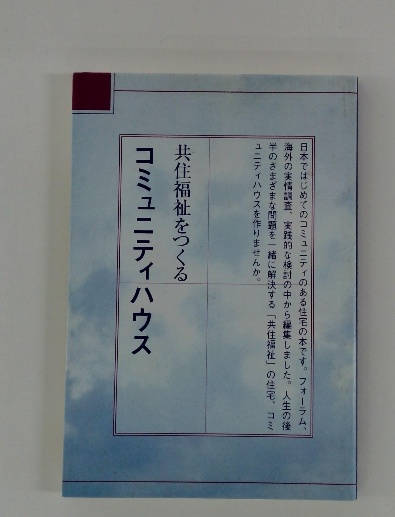 日本ではじめてのコミュニティのある住宅の本です。フォーラム、
海外の実情調査、実践的な検討の中から編集しました。人生の後
半のさまざまな問題を一緒に解決する「共住福祉」の住宅、コミ
ュニティハウスを作りませんか。
共住福祉をつくる
コミュニティハウス